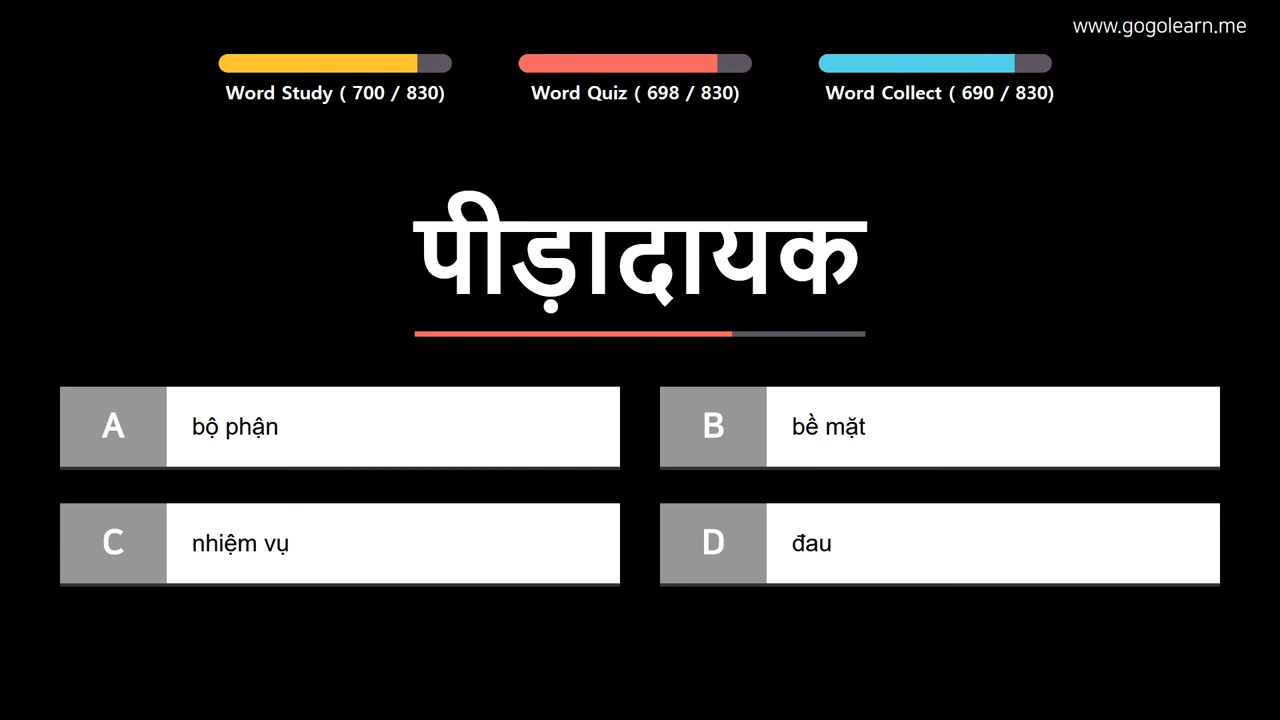 www.gogolearn.me
Word Study ( 700 / 830)
Word Quiz ( 698 / 830)
Word Collect ( 690 / 830)
पीड़ादायक
A bộ phận
B bề mặt
C nhiệm vụ
D đau